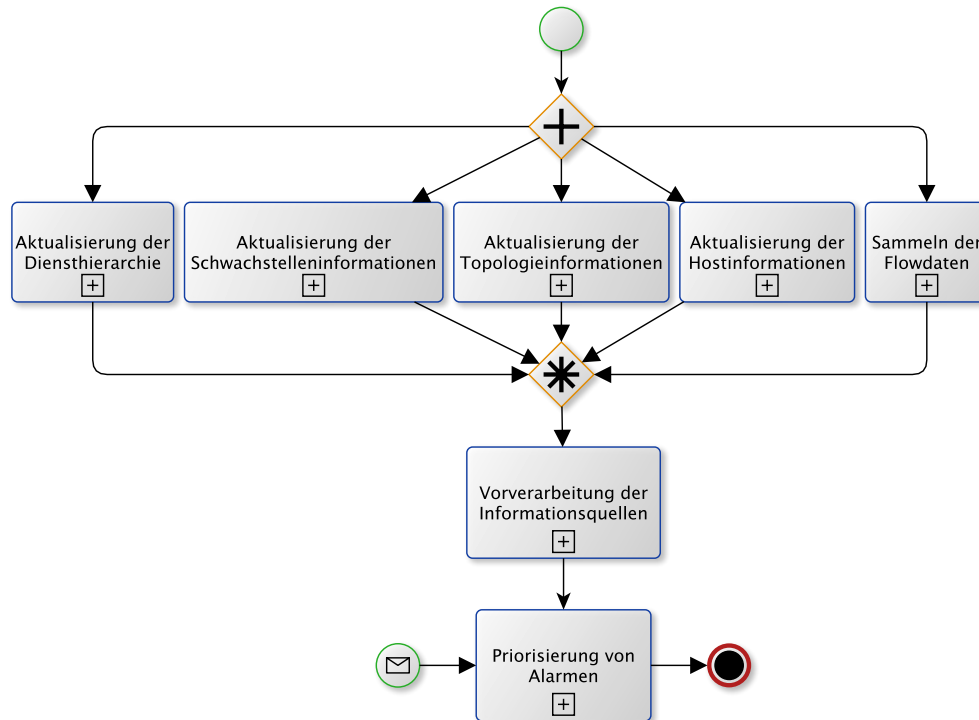 Aktualisierung der
Diensthierarchie
Aktualisierung der
Schwachstelleninformationen
Aktualisierung der
Topologieinformationen
Aktualisierung der
Hostinformationen
Sammeln der
Flowdaten
Vorverarbeitung der
Informationsquellen
Priorisierung von
Alarmen